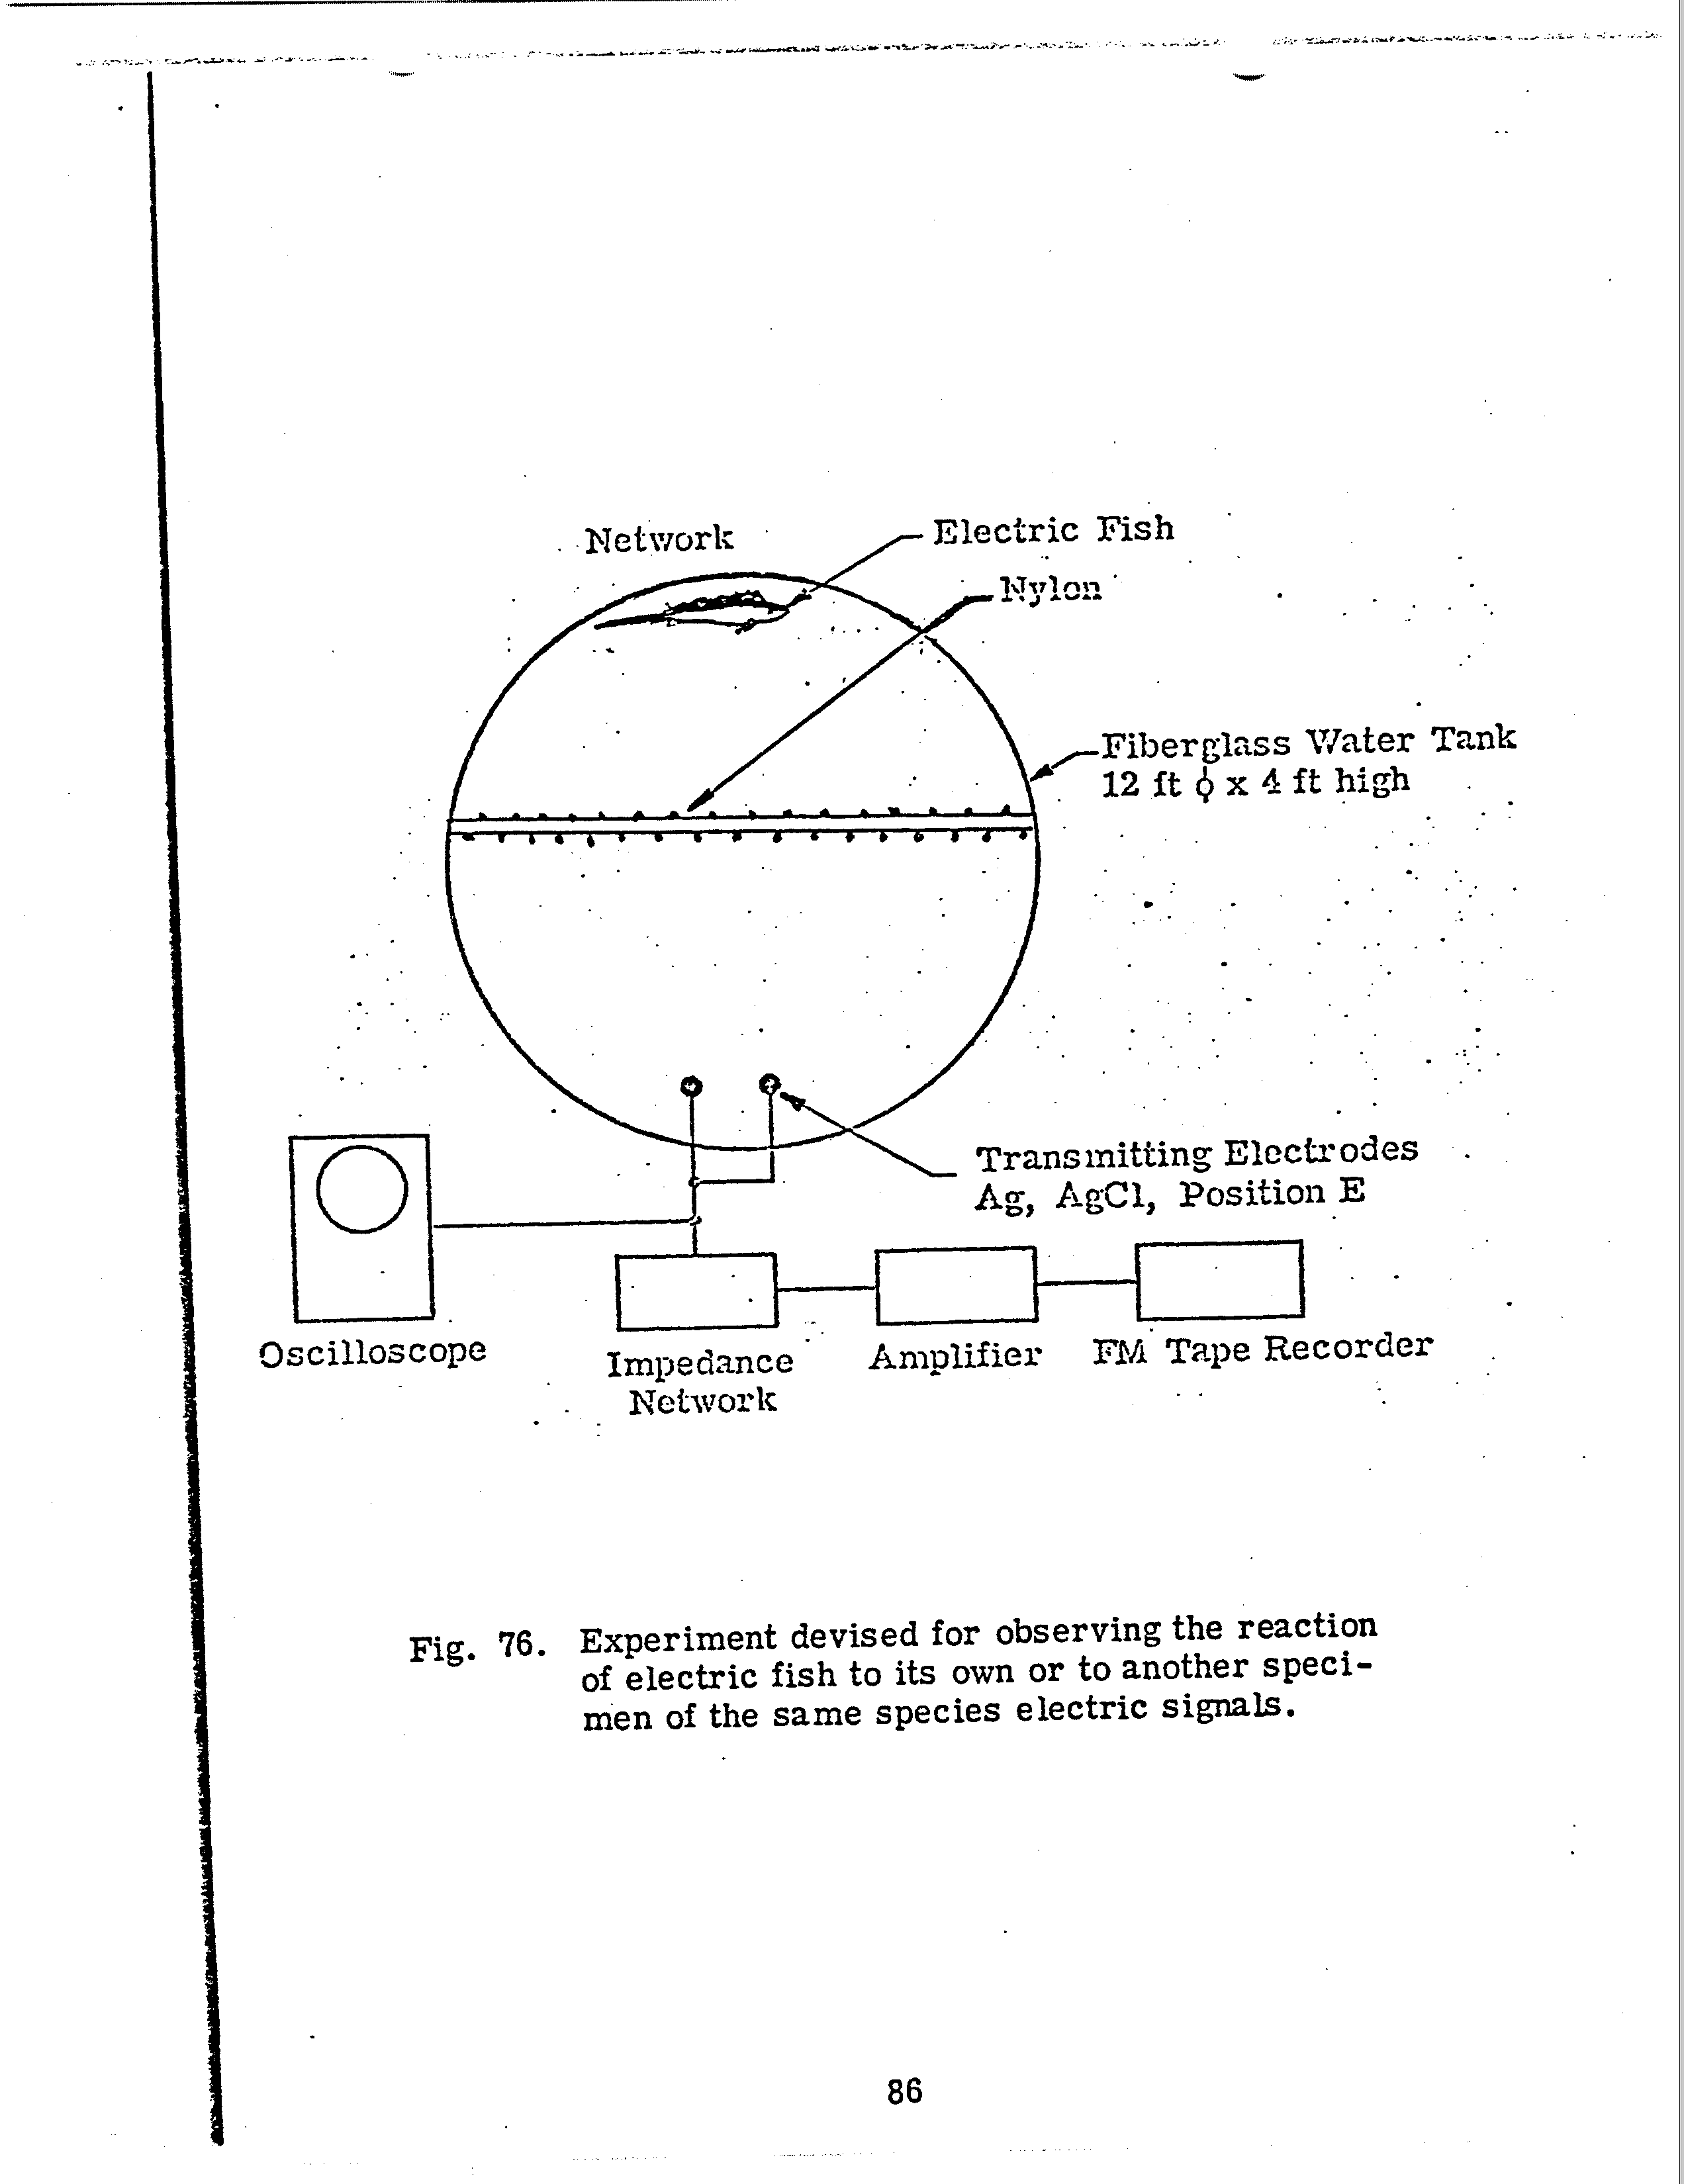 Network
Electric Fish
Nylon
Fiberglass Water Tank
12 ft ϕ x 4 ft high
Transmitting Electrodes
Ag, AgCl, Position E
Oscilloscope
Impedance
Network
Amplifier
FM Tape Recorder
Fig. 76. Experiment devised for observing the reaction
of electric fish to its own or to another speci-
men of the same species electric signals.
86